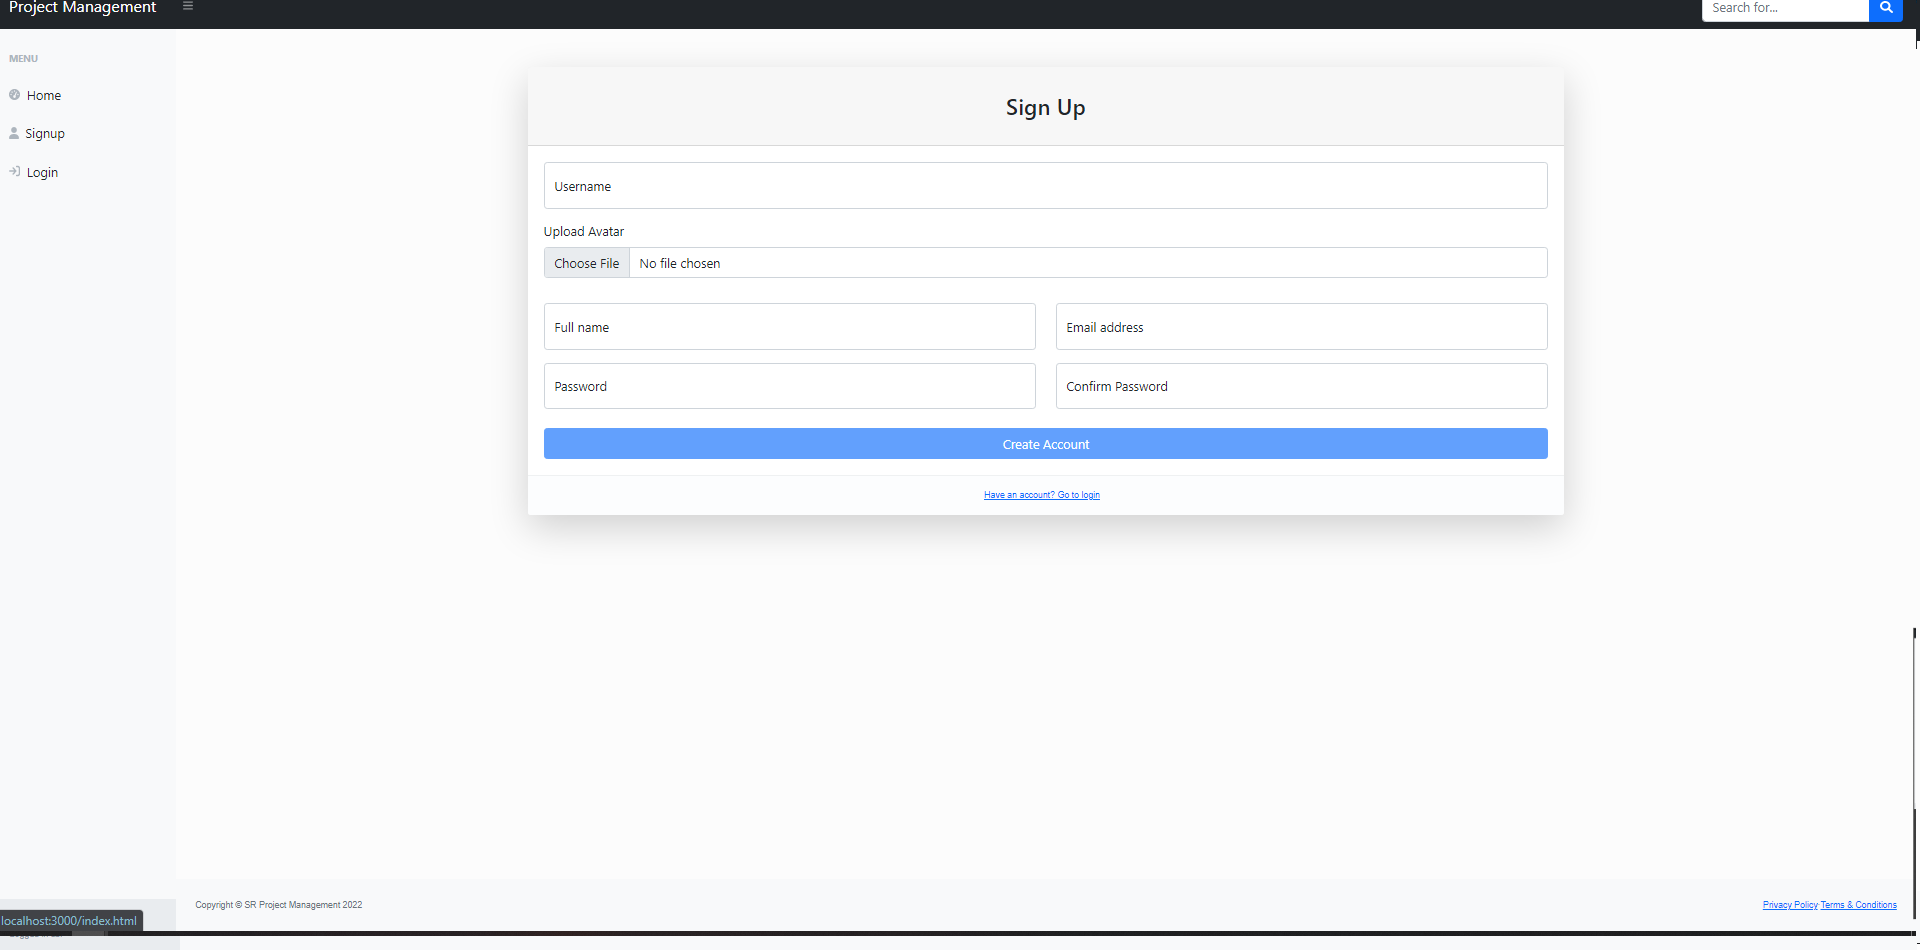 Project Management
Search for...
MENU
Home
Signup
Login
Sign Up
Username
Upload Avatar
Choose File No file chosen
Full name
Email address
Password
Confirm Password
Create Account
Have an account? Go to login
Copyright © SR Project Management 2022
Privacy Policy Terms & Conditions
localhost:3000/index.html